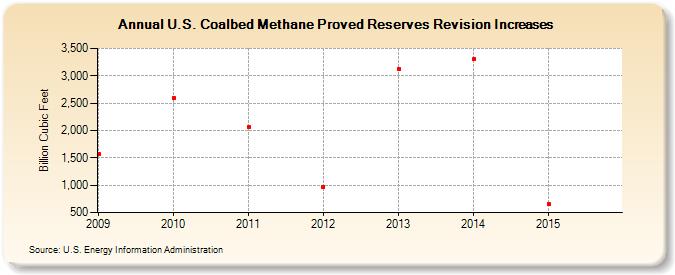 Annual U.S. Coalbed Methane Proved Reserves Revision Increases
Billion Cubic Feet
3,500
3,000
2,500
2,000
1,500
1,000
500
2009 2010 2011 2012 2013 2014 2015
Source: U.S. Energy Information Administration